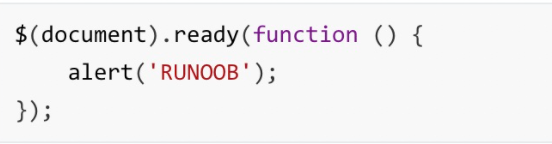 $(document).ready(function () {
    alert('RUNOOB');
});